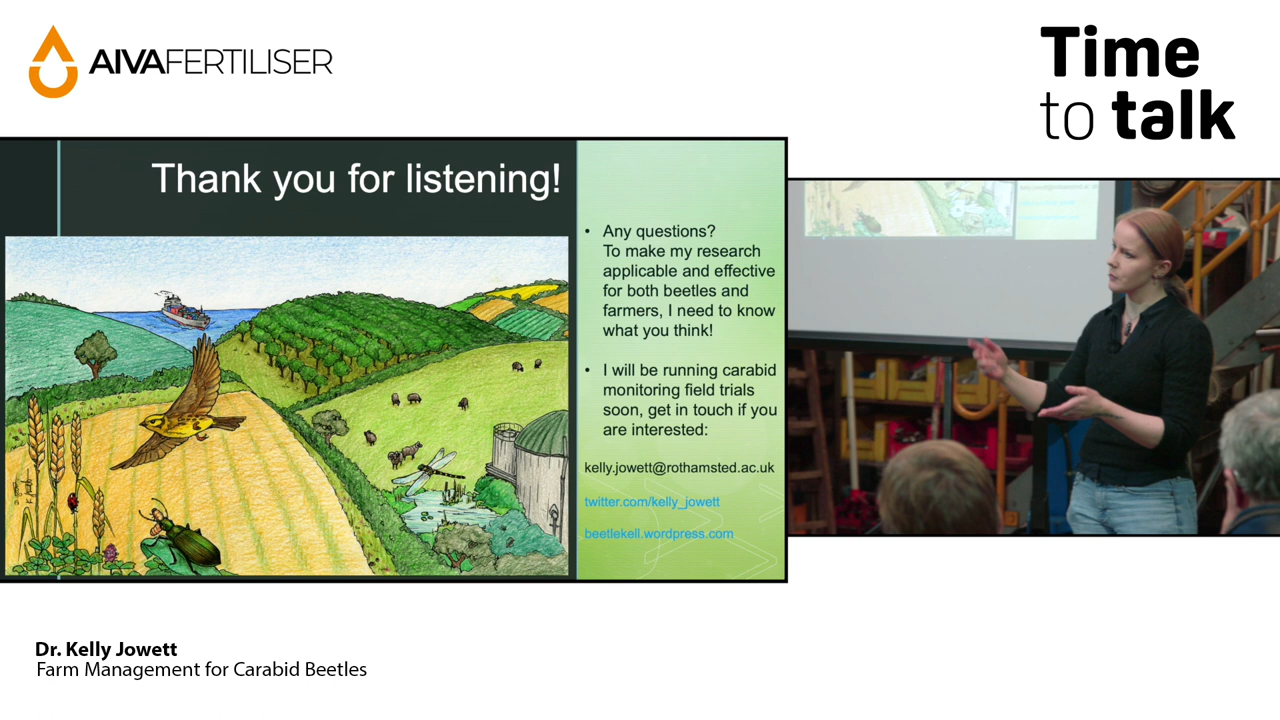 AIVAFERTILISER
Time
to talk
Thank you for listening!
• Any questions?
To make my research
applicable and effective
for both beetles and
farmers, I need to know
what you think!
• I will be running carabid
monitoring field trials
soon, get in touch if you
are interested:
kelly.jowett@rothamsted.ac.uk
twitter.com/kelly_jowett
beetlekell.wordpress.com
Dr. Kelly Jowett
Farm Management for Carabid Beetles